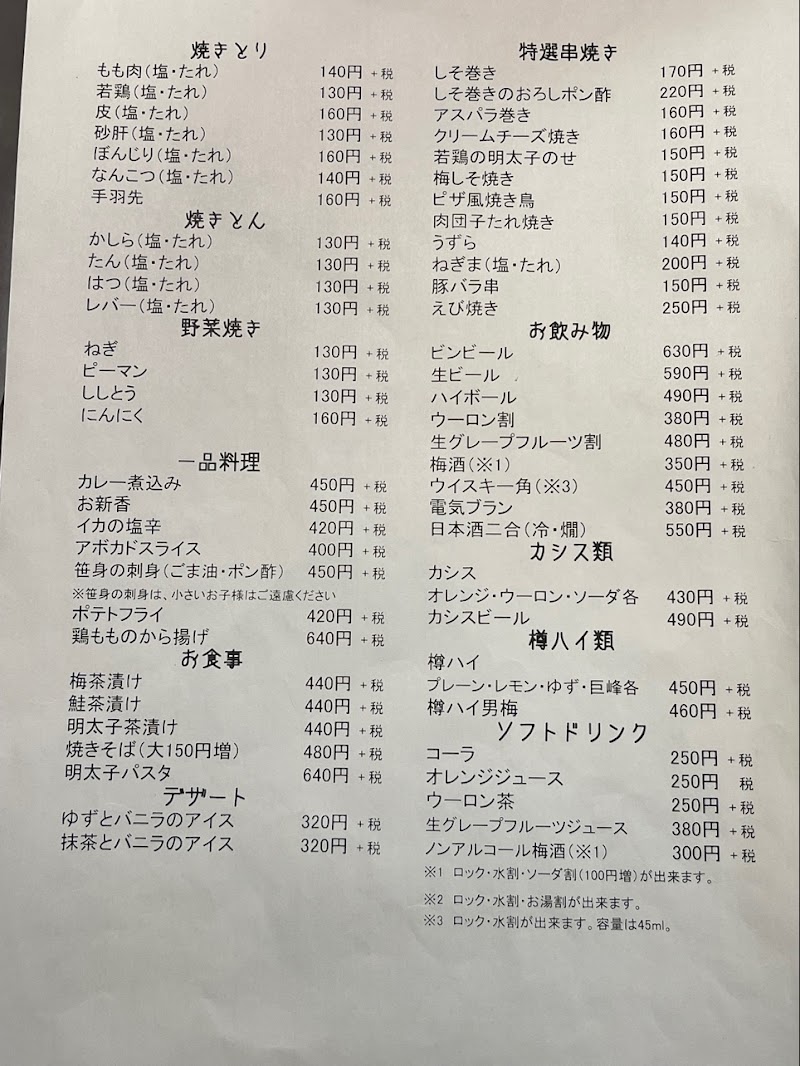 焼きとり
もも肉(塩・たれ) 140円 +税
若鶏(塩・たれ) 130円 +税
皮(塩・たれ) 160円 +税
砂肝(塩・たれ) 130円 +税
ぼんじり(塩・たれ) 160円 +税
なんこつ(塩・たれ) 140円 +税
手羽先 160円 +税
焼きとん
かしら(塩・たれ) 130円 +税
たん(塩・たれ) 130円 +税
はつ(塩・たれ) 130円 +税
レバー(塩・たれ) 130円 +税
野菜焼き
ねぎ 130円 +税
ピーマン 130円 +税
ししとう 130円 +税
にんにく 160円 +税
一品料理
カレー煮込み 450円 +税
お新香 450円 +税
イカの塩辛 420円 +税
アボカドスライス 400円 +税
笹身の刺身(ごま油・ポン酢) 450円 +税
※笹身の刺身は、小さいお子様はご遠慮ください
ポテトフライ 420円 +税
鶏もものから揚げ 640円 +税
お食事
梅茶漬け 440円 +税
鮭茶漬け 440円 +税
明太子茶漬け 440円 +税
焼きそば(大150円増) 480円 +税
明太子パスタ 640円 +税
デザート
ゆずとバニラのアイス 320円 +税
抹茶とバニラのアイス 320円 +税
特選串焼き
しそ巻き 170円 +税
しそ巻きのおろしポン酢 220円 +税
アスパラ巻き 160円 +税
クリームチーズ焼き 160円 +税
若鶏の明太子のせ 150円 +税
梅しそ焼き 150円 +税
ピザ風焼き鳥 150円 +税
肉団子たれ焼き 150円 +税
うずら 140円 +税
ねぎま(塩・たれ) 200円 +税
豚バラ串 150円 +税
えび焼き 250円 +税
お飲み物
ビンビール 630円 +税
生ビール 590円 +税
ハイボール 490円 +税
ウーロン割 380円 +税
生グレープフルーツ割 480円 +税
梅酒(※1) 350円 +税
ウイスキー角(※3) 450円 +税
電気ブラン 380円 +税
日本酒二合(冷・燗) 550円 +税
カシス類
カシス
オレンジ・ウーロン・ソーダ各 430円 +税
カシスビール 490円 +税
樽ハイ類
樽ハイ
プレーン・レモン・ゆず・巨峰各 450円 +税
樽ハイ男梅 460円 +税
ソフトドリンク
コーラ 250円 +税
オレンジジュース 250円 税
ウーロン茶 250円 +税
生グレープフルーツジュース 380円 +税
ノンアルコール梅酒(※1) 300円 +税
※1 ロック・水割・ソーダ割(100円増)が出来ます。
※2 ロック・水割・お湯割が出来ます。
※3 ロック・水割が出来ます。容量は45ml。